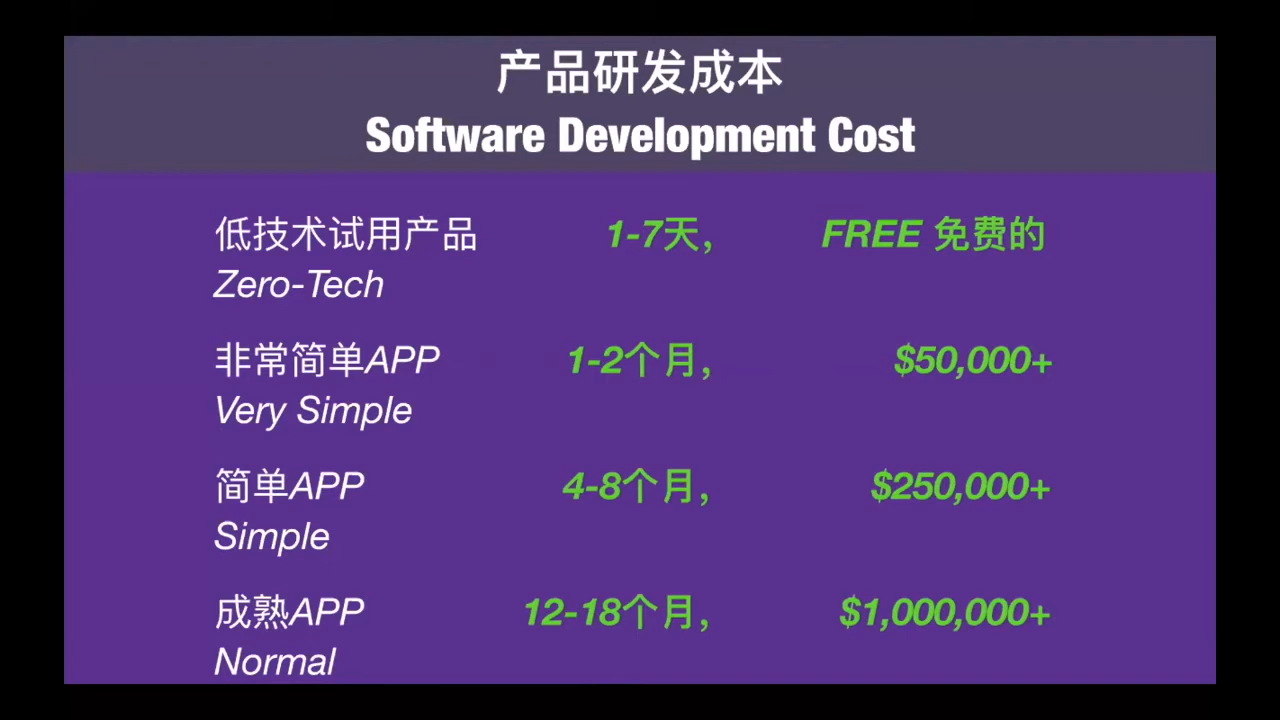 产品研发成本
Software Development Cost
低技术试用产品 1-7天, FREE 免费的
Zero-Tech
非常简单APP 1-2个月, $50,000+
Very Simple
简单APP 4-8个月, $250,000+
Simple
成熟APP 12-18个月, $1,000,000+
Normal